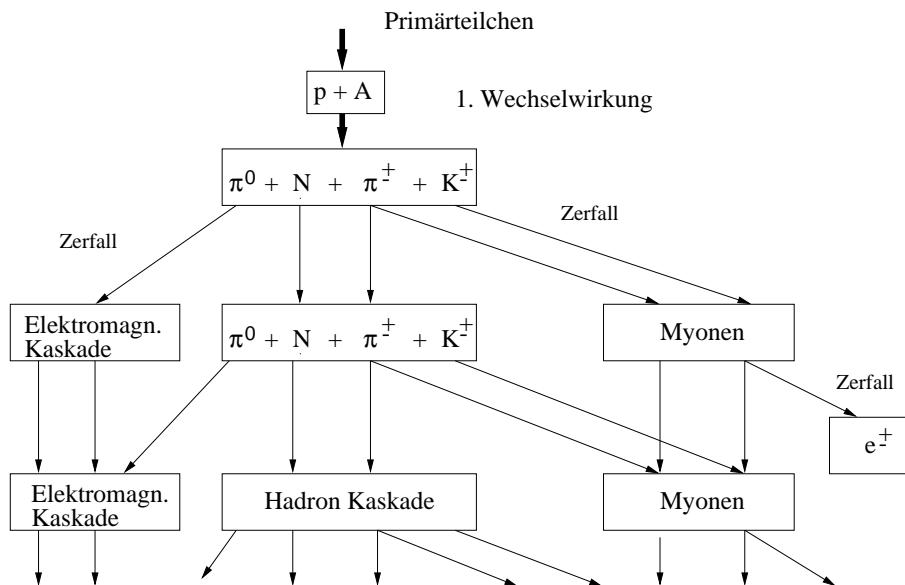 Primärteilchen
p + A
1. Wechselwirkung
π⁰ + N + π± + K±
Zerfall
Zerfall
Elektromagn.
Kaskade
π⁰ + N + π± + K±
Myonen
Zerfall
e±
Elektromagn.
Kaskade
Hadron Kaskade
Myonen